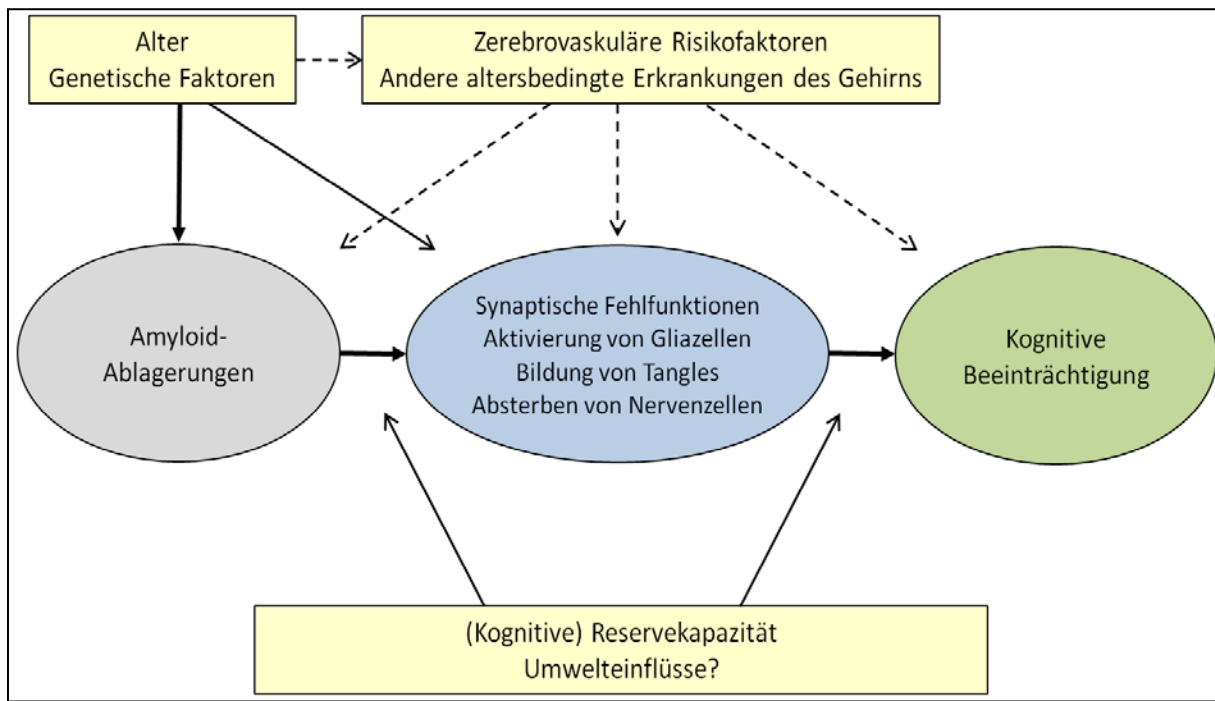 Alter
Genetische Faktoren
Zerebrovaskuläre Risikofaktoren
Andere altersbedingte Erkrankungen des Gehirns
Amyloid-
Ablagerungen
Synaptische Fehlfunktionen
Aktivierung von Gliazellen
Bildung von Tangles
Absterben von Nervenzellen
Kognitive
Beeinträchtigung
(Kognitive) Reservekapazität
Umwelteinflüsse?